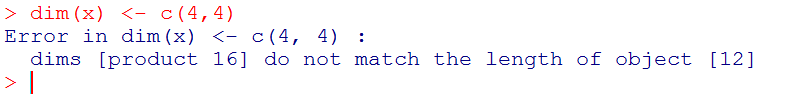 > dim(x) <- c(4,4)
Error in dim(x) <- c(4, 4) :
  dims [product 16] do not match the length of object [12]
>